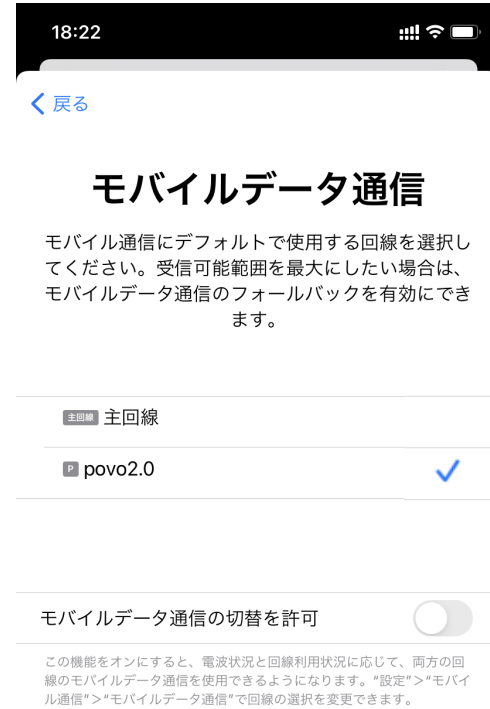 18:22
戻る
モバイルデータ通信
モバイル通信にデフォルトで使用する回線を選択し
てください。受信可能範囲を最大にしたい場合は、
モバイルデータ通信のフォールバックを有効にでき
ます。
主回線 主回線
P povo2.0
モバイルデータ通信の切替を許可
この機能をオンにすると、電波状況と回線利用状況に応じて、両方の回
線のモバイルデータ通信を使用できるようになります。“設定”>“モバイ
ル通信”>“モバイルデータ通信”で回線の選択を変更できます。